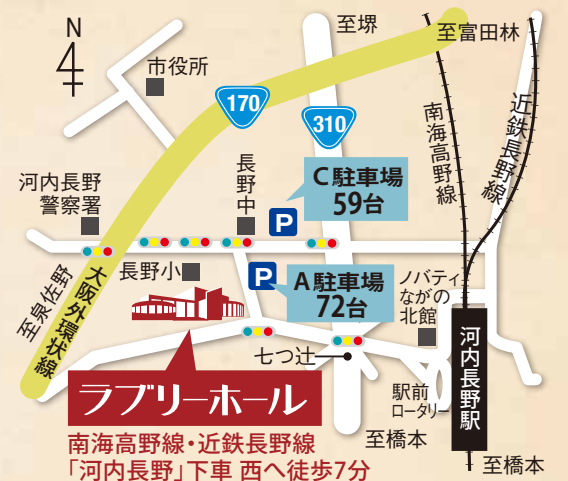 N
至堺
至富田林
市役所
170
310
南海高野線
近鉄長野線
長野中
C駐車場
59台
P
河内長野
警察署
長野小
P
A駐車場
72台
ノバティ
ながの
北館
至泉佐野
大阪外環状線
七つ辻
河内長野駅
駅前
ロータリー
ラブリーホール
至橋本
至橋本
南海高野線・近鉄長野線
「河内長野」下車 西へ徒歩7分